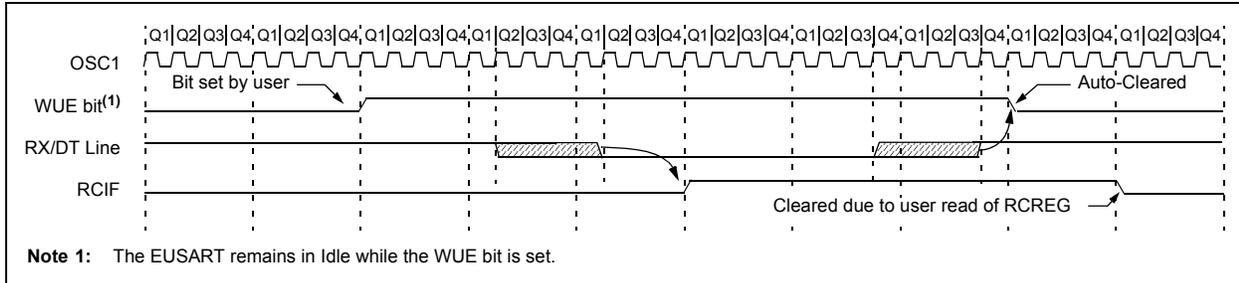 Q1|Q2|Q3|Q4|Q1|Q2|Q3|Q4|Q1|Q2|Q3|Q4|Q1|Q2|Q3|Q4|Q1|Q2|Q3|Q4|Q1|Q2|Q3|Q4|Q1|Q2|Q3|Q4|Q1|Q2|Q3|Q4|Q1|Q2|Q3|Q4|Q1|Q2|Q3|Q4
OSC1
Bit set by user
Auto-Cleared
WUE bit(1)
RX/DT Line
RCIF
Cleared due to user read of RCREG
Note 1: The EUSART remains in Idle while the WUE bit is set.